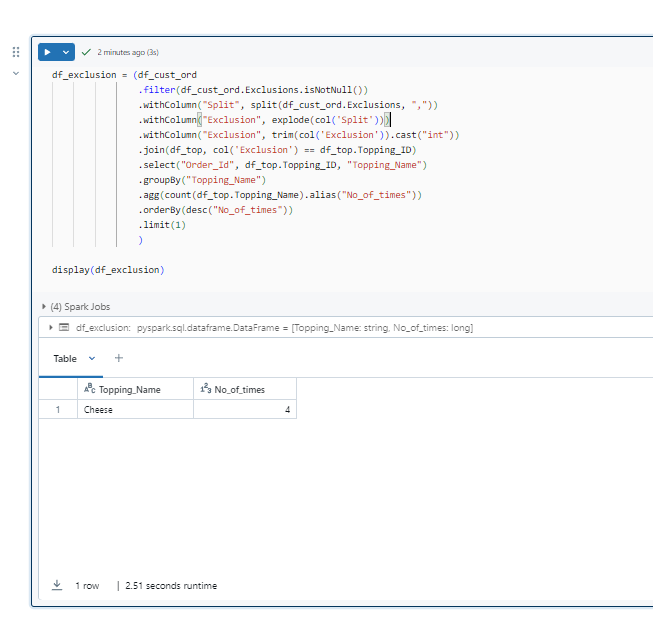 2 minutes ago (3s)
df_exclusion = (df_cust_ord
.filter(df_cust_ord.Exclusions.isNotNull())
.withColumn("Split", split(df_cust_ord.Exclusions, ","))
.withColumn("Exclusion", explode(col('Split')))
.withColumn("Exclusion", trim(col('Exclusion')).cast("int"))
.join(df_top, col('Exclusion') == df_top.Topping_ID)
.select("Order_Id", df_top.Topping_ID, "Topping_Name")
.groupBy("Topping_Name")
.agg(count(df_top.Topping_Name).alias("No_of_times"))
.orderBy(desc("No_of_times"))
.limit(1)
)
display(df_exclusion)
(4) Spark Jobs
df_exclusion: pyspark.sql.dataframe.DataFrame = [Topping_Name: string, No_of_times: long]
Table +
ABC Topping_Name 123 No_of_times
1 Cheese 4
1 row | 2.51 seconds runtime